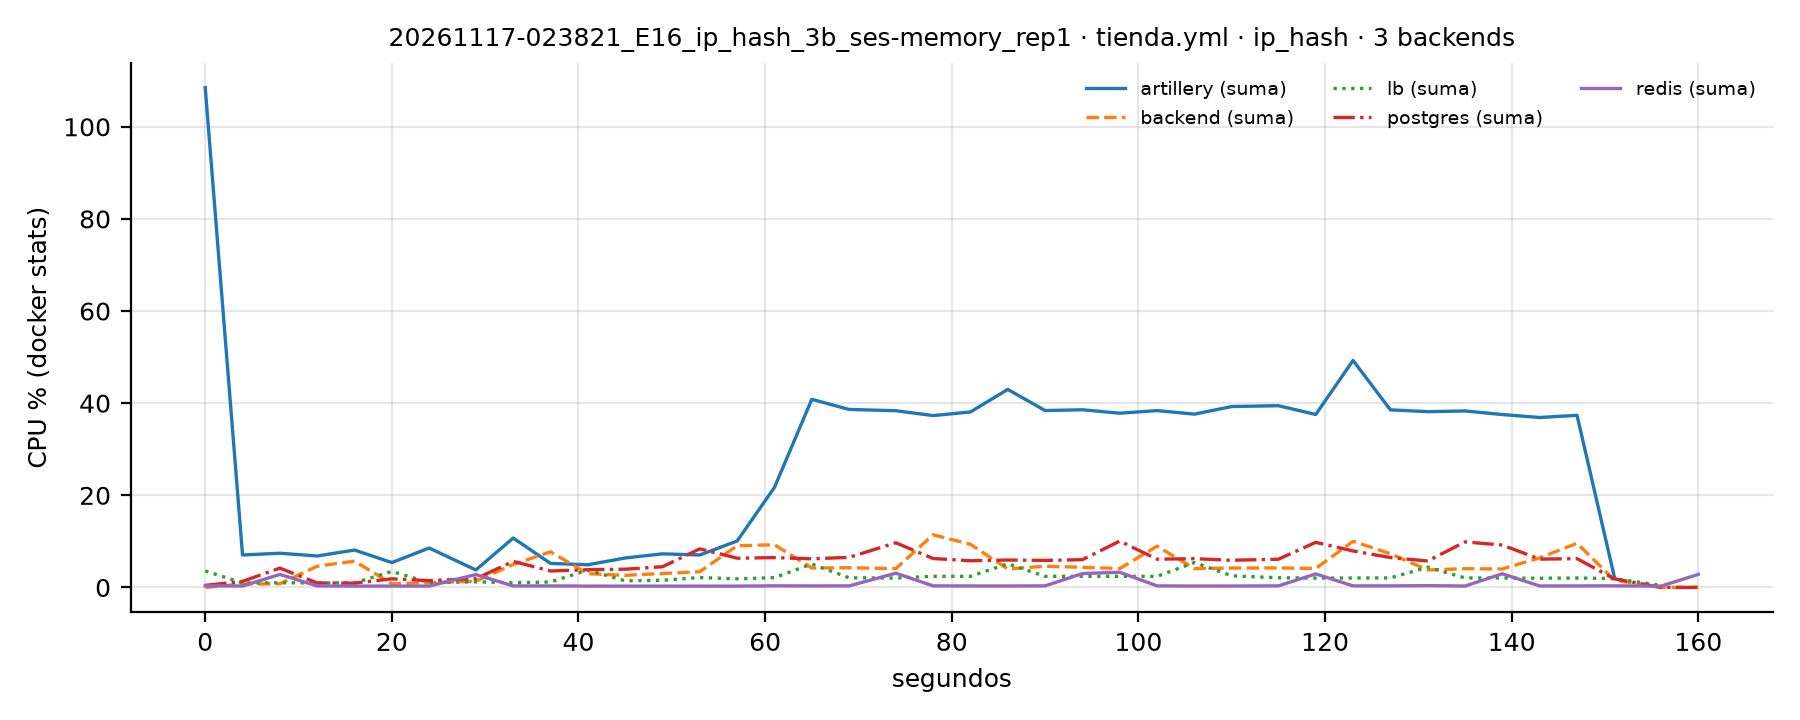 20261117-023821_E16_ip_hash_3b_ses-memory_rep1 · tienda.yml · ip_hash · 3 backends
artillery (suma) lb (suma) redis (suma)
backend (suma) postgres (suma)
CPU % (docker stats)
100
80
60
40
20
0
0 20 40 60 80 100 120 140 160
segundos